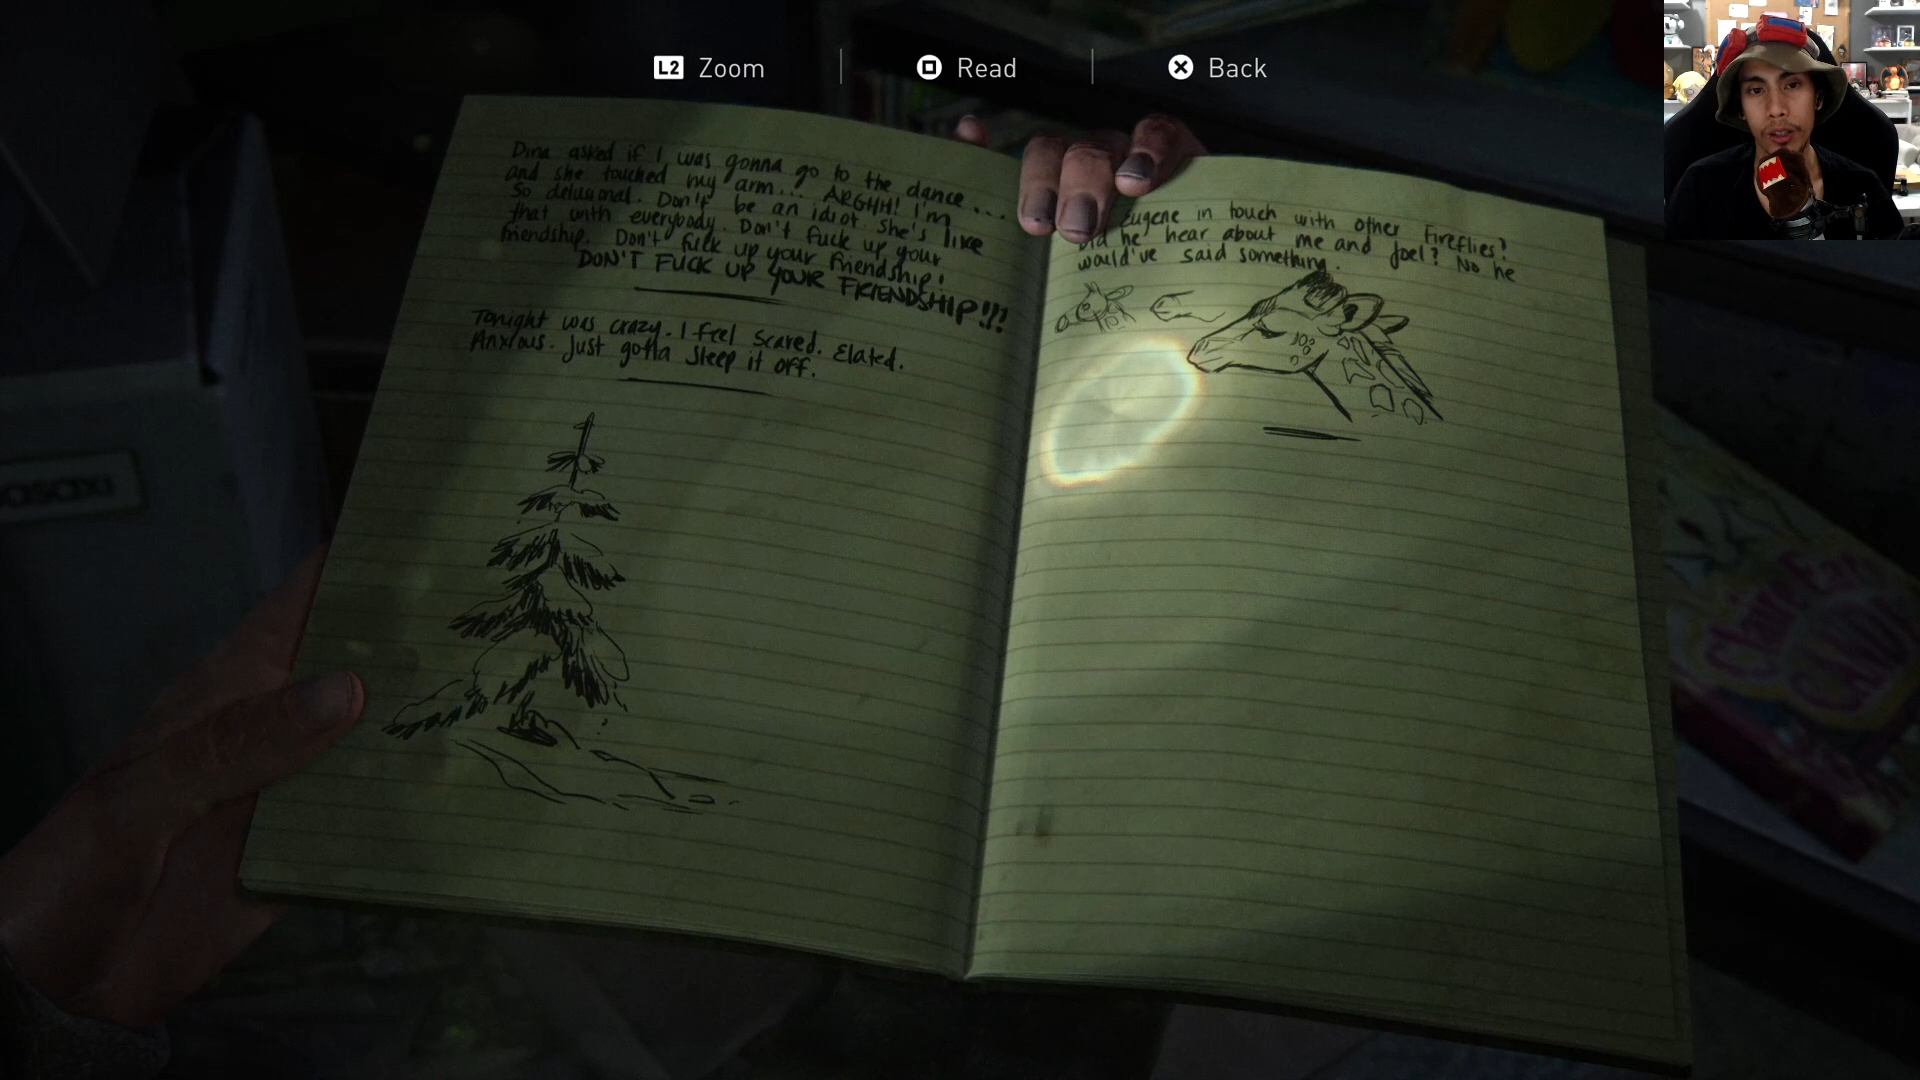 L2 Zoom
Read
Back
Dina asked if I was gonna go to the dance...
and she touched my arm... ARGHH! I'm
so delusional. Don't be an idiot. She's like
that with everybody. Don't fuck up your
friendship. Don't fuck up your friendship!
DON'T FUCK UP YOUR FRIENDSHIP!!!
Tonight was crazy. I feel scared. Elated.
Anxious. Just gotta sleep it off.
Eugene in touch with other Fireflies?
Did he hear about me and Joel? No he
would've said something.